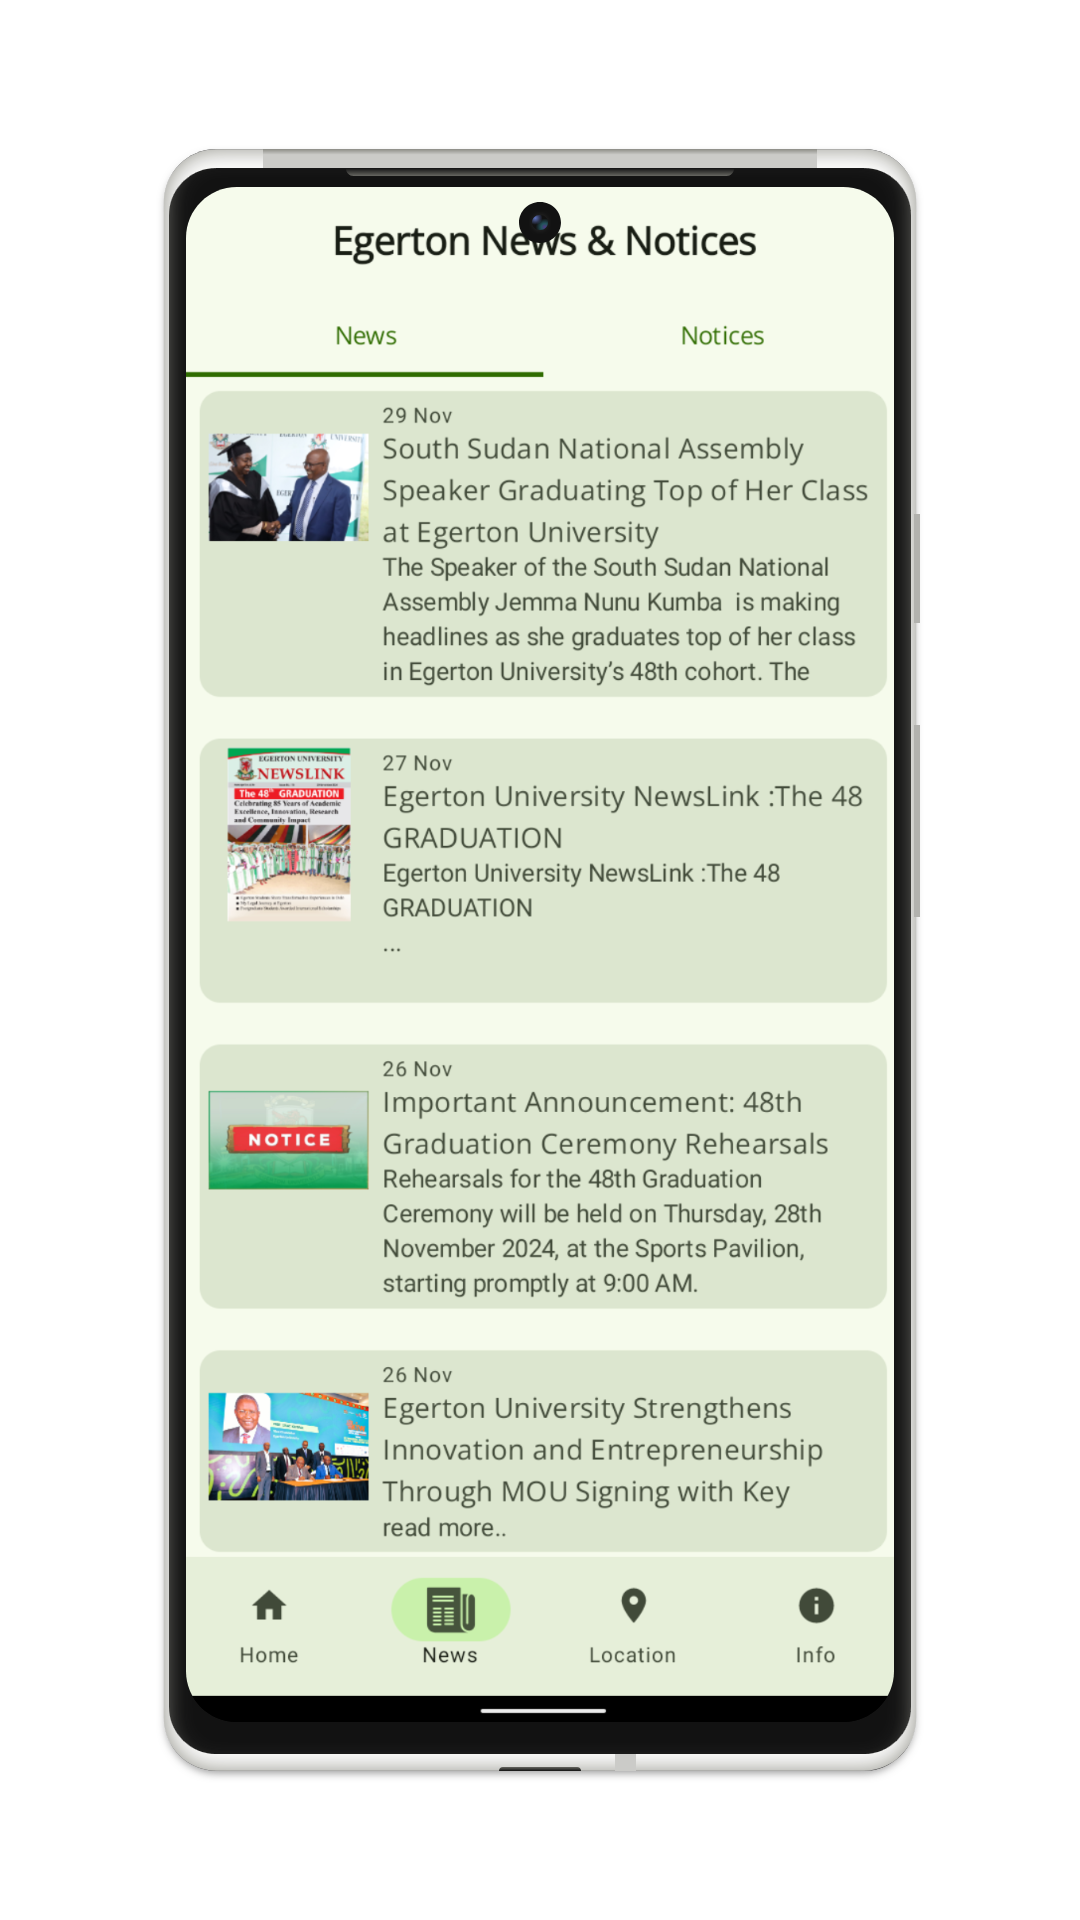 Egerton News & Notices
News
Notices
29 Nov
South Sudan National Assembly
Speaker Graduating Top of Her Class
at Egerton University
The Speaker of the South Sudan National
Assembly Jemma Nunu Kumba  is making
headlines as she graduates top of her class
in Egerton University’s 48th cohort. The
EGERTON UNIVERSITY
NEWSLINK
The 48th GRADUATION
Celebrating 85 Years of Academic
Excellence, Innovation, Research
and Community Impact
27 Nov
Egerton University NewsLink :The 48
GRADUATION
Egerton University NewsLink :The 48
GRADUATION
...
NOTICE
26 Nov
Important Announcement: 48th
Graduation Ceremony Rehearsals
Rehearsals for the 48th Graduation
Ceremony will be held on Thursday, 28th
November 2024, at the Sports Pavilion,
starting promptly at 9:00 AM.
26 Nov
Egerton University Strengthens
Innovation and Entrepreneurship
Through MOU Signing with Key
read more..
Home
News
Location
Info